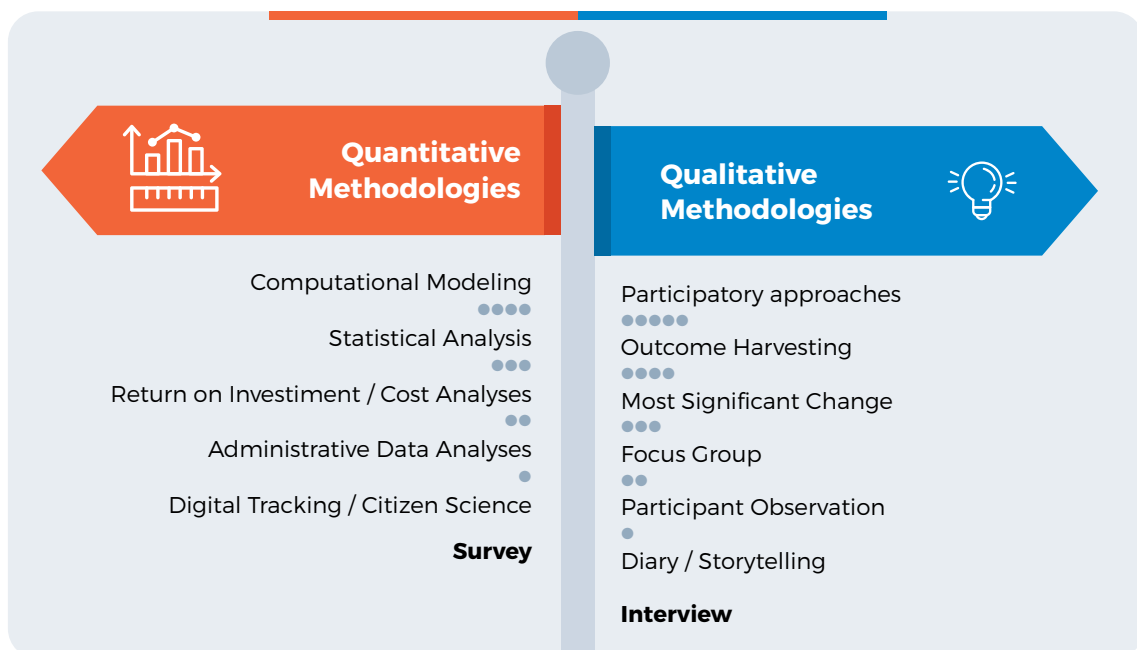 Quantitative
Methodologies
Computational Modeling
Statistical Analysis
Return on Investiment / Cost Analyses
Administrative Data Analyses
Digital Tracking / Citizen Science
Survey
Qualitative
Methodologies
Participatory approaches
Outcome Harvesting
Most Significant Change
Focus Group
Participant Observation
Diary / Storytelling
Interview